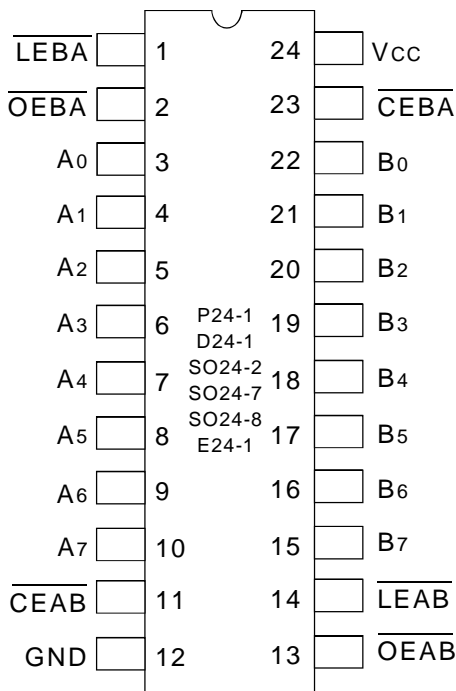 LEBA 1 24 Vcc
OEBA 2 23 CEBA
A0 3 22 B0
A1 4 21 B1
A2 5 20 B2
A3 6 19 B3
P24-1
D24-1
SO24-2
SO24-7
SO24-8
E24-1
A4 7 18 B4
A5 8 17 B5
A6 9 16 B6
A7 10 15 B7
CEAB 11 14 LEAB
GND 12 13 OEAB